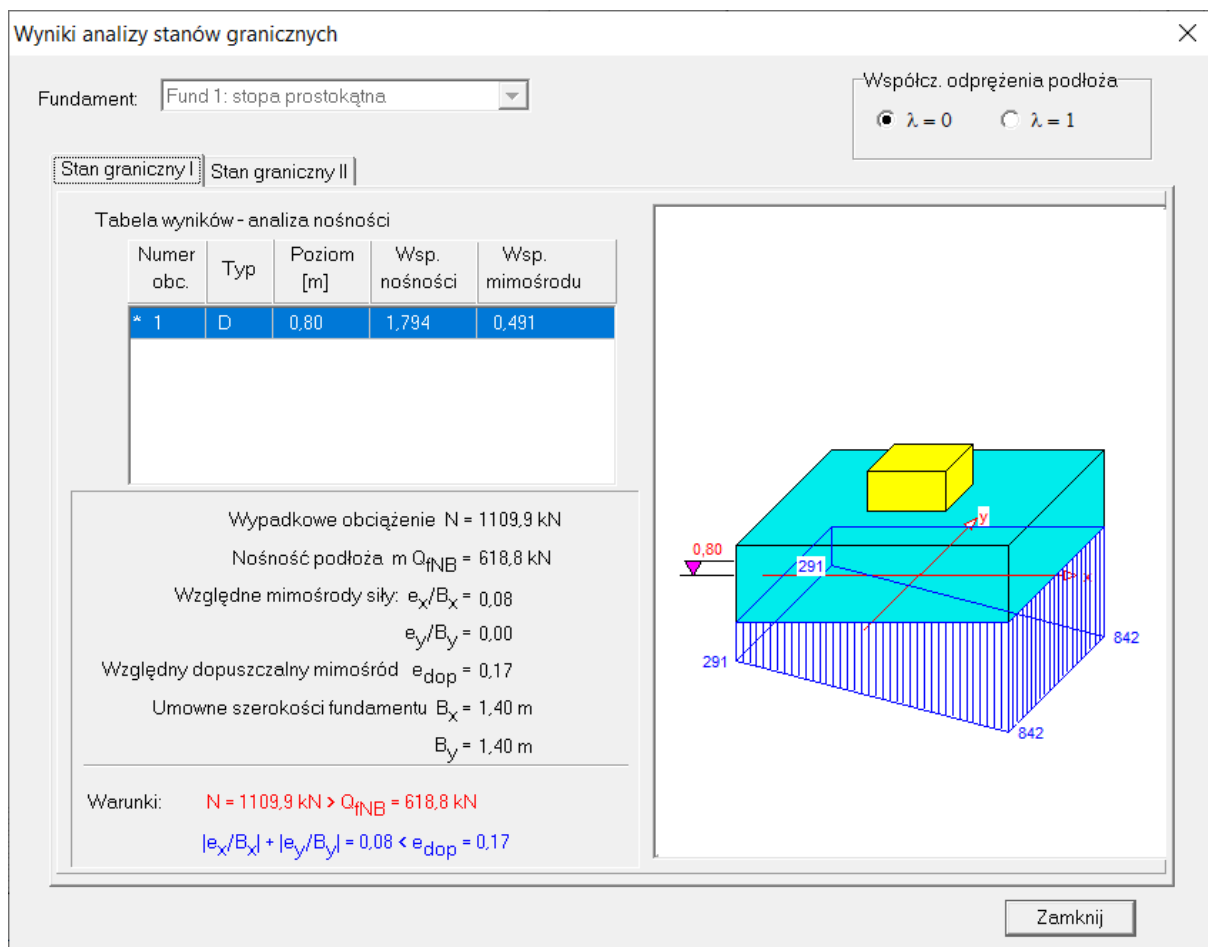 Wyniki analizy stanów granicznych
Fundament: Fund 1: stopa prostokątna
Współcz. odprężenia podłoża
λ = 0 λ = 1
Stan graniczny I Stan graniczny II
Tabela wyników - analiza nośności
Numer obc. Typ Poziom [m] Wsp. nośności Wsp. mimośrodu
* 1 D 0,80 1,794 0,491
Wypadkowe obciążenie N = 1109,9 kN
Nośność podłoża m QfNB = 618,8 kN
Względne mimośrody siły: ex/Bx = 0,08
ey/By = 0,00
Względny dopuszczalny mimośród edop = 0,17
Umowne szerokości fundamentu Bx = 1,40 m
By = 1,40 m
Warunki: N = 1109,9 kN > QfNB = 618,8 kN
|ex/Bx| + |ey/By| = 0,08 < edop = 0,17
y
0,80
291
x
842
291
842
Zamknij